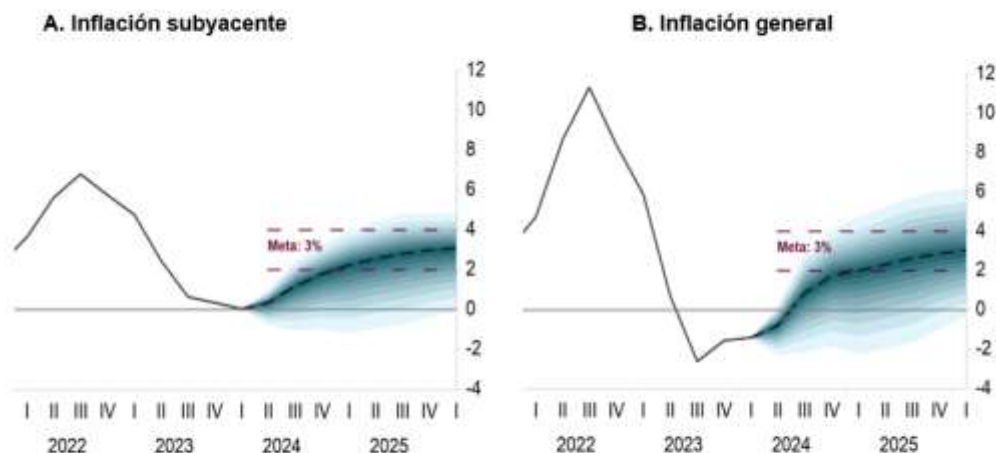 A. Inflación subyacente
12
10
8
6
4
2
0
-2
-4
Meta: 3%
I II III IV I II III IV I II III IV I II III IV I
2022 2023 2024 2025
B. Inflación general
12
10
8
6
4
2
0
-2
-4
Meta: 3%
I II III IV I II III IV I II III IV I II III IV I
2022 2023 2024 2025